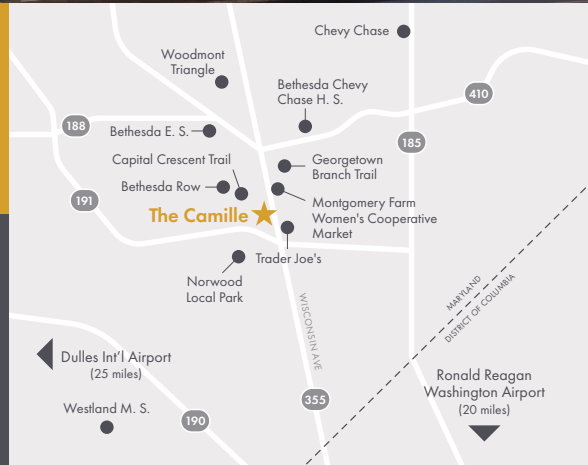 Chevy Chase
Woodmont
Triangle
Bethesda Chevy
Chase H. S.
410
188
Bethesda E. S.
185
Capital Crescent Trail
Georgetown
Branch Trail
Bethesda Row
191
Montgomery Farm
Women's Cooperative
Market
The Camille
Trader Joe's
Norwood
Local Park
MARYLAND
DISTRICT OF COLUMBIA
WISCONSIN AVE
Dulles Int'l Airport
(25 miles)
Ronald Reagan
Washington Airport
(20 miles)
355
Westland M. S.
190